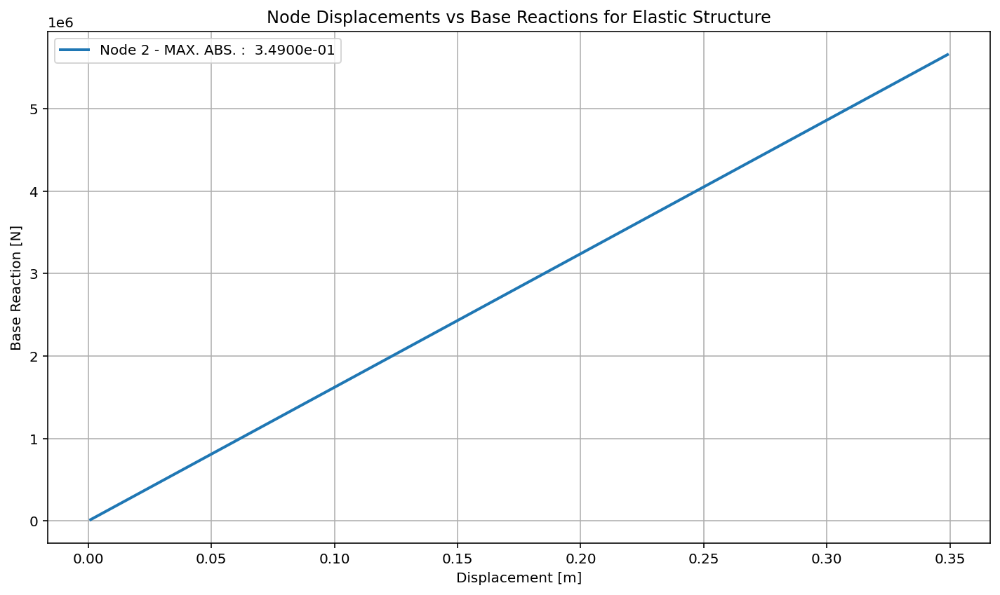 Node Displacements vs Base Reactions for Elastic Structure
1e6
Node 2 - MAX. ABS. :  3.4900e-01
5
4
3
2
1
0
Base Reaction [N]
0.00 0.05 0.10 0.15 0.20 0.25 0.30 0.35
Displacement [m]